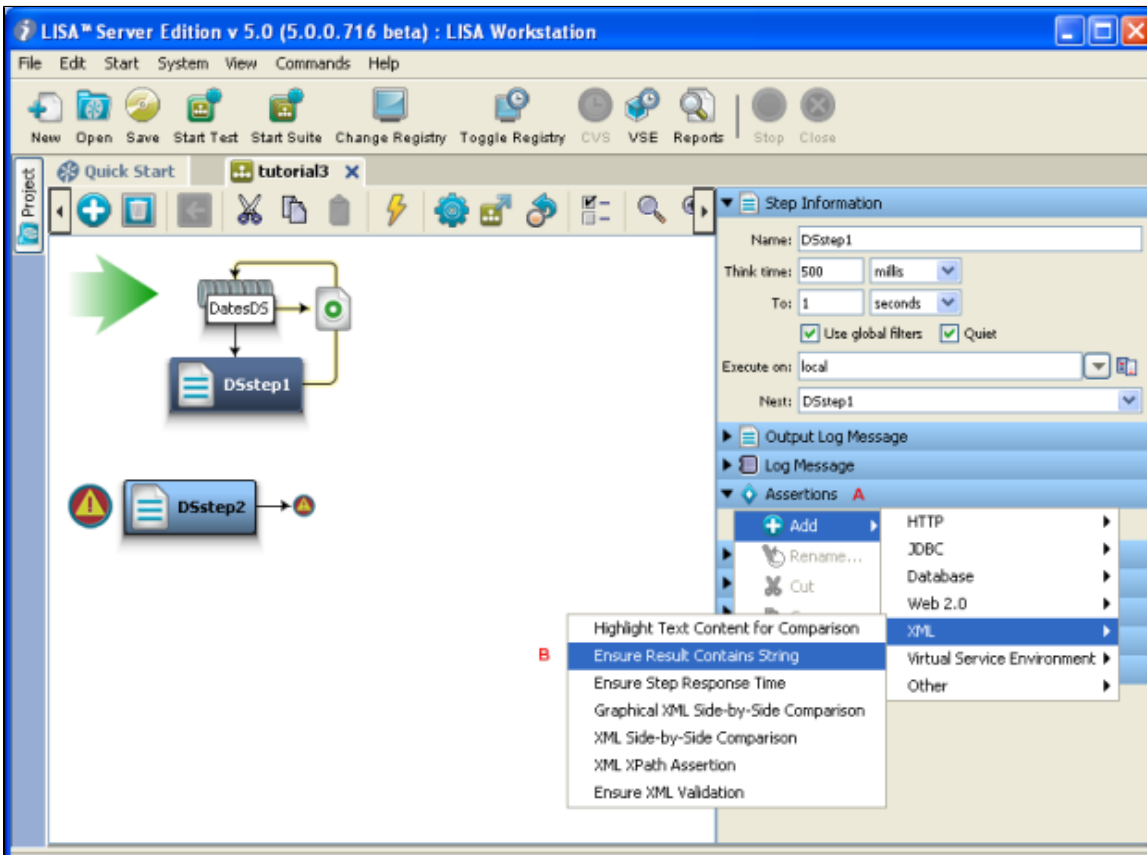 LISA™ Server Edition v 5.0 (5.0.0.716 beta) : LISA Workstation
File Edit Start System View Commands Help
New Open Save Start Test Start Suite Change Registry Toggle Registry CVS VSE Reports Stop Close
Project
Quick Start tutorial3
DatesDS
DSstep1
DSstep2
Step Information
Name: DSstep1
Think time: 500 millis
To: 1 seconds
Use global filters Quiet
Execute on: local
Next: DSstep1
Output Log Message
Log Message
Assertions A
Add
Rename...
Cut
HTTP
JDBC
Database
Web 2.0
XML
Virtual Service Environment
Other
Highlight Text Content for Comparison
B Ensure Result Contains String
Ensure Step Response Time
Graphical XML Side-by-Side Comparison
XML Side-by-Side Comparison
XML XPath Assertion
Ensure XML Validation